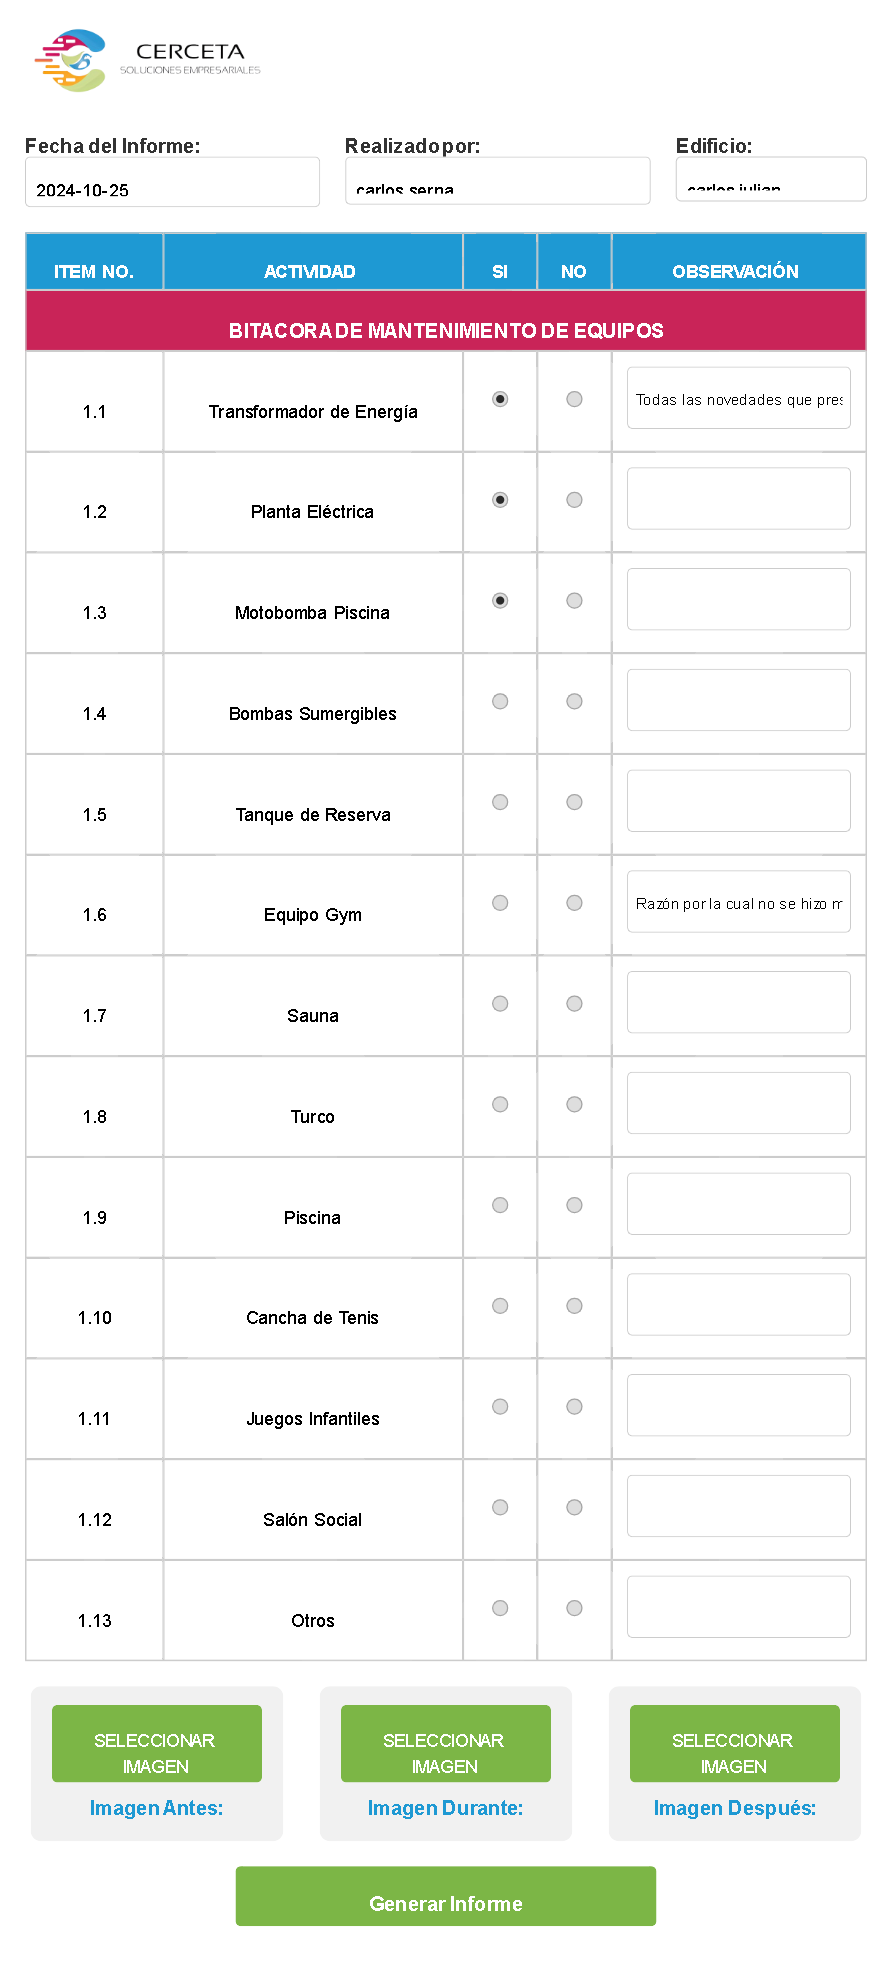 CERCETA
SOLUCIONES EMPRESARIALES
Fecha del Informe: Realizado por: Edificio:
2024-10-25 carlos serna carlos julian
ITEM NO. ACTIVIDAD SI NO OBSERVACIÓN
BITACORA DE MANTENIMIENTO DE EQUIPOS
1.1 Transformador de Energía Todas las novedades que
1.2 Planta Eléctrica
1.3 Motobomba Piscina
1.4 Bombas Sumergibles
1.5 Tanque de Reserva
1.6 Equipo Gym Razón por la cual no se hizo
1.7 Sauna
1.8 Turco
1.9 Piscina
1.10 Cancha de Tenis
1.11 Juegos Infantiles
1.12 Salón Social
1.13 Otros
SELECCIONAR SELECCIONAR SELECCIONAR
IMAGEN IMAGEN IMAGEN
Imagen Antes: Imagen Durante: Imagen Después:
Generar Informe